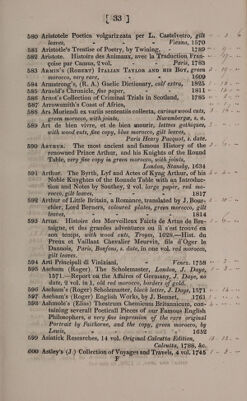 [ 33 ]
580 Aristotele Poetica volgarizzata per L. Castelvetro, gilt
leaves, Vienna, 1570
581 Aristotle's Treatise of Poetry, by Twining, 1789
582 Aristote. Histoire des Animaux, avec la Traduction Fran-
çoise par Camus, 2 vol. Paris, 1783
583 Armin's (Robert) Italian Taylor and his Boy, green
morocco, very rare, 1609
584 Armstrong's, (R. A.) Gaelic Dictionary, calf extra, 1825
585 Arnald's Chronicle, fine paper, 1811
586 Arnot's Collection of Criminal Trials in Scotland, 1785
587 Arrowsmith's Coast of Africa,
588 Ars Moriendi ex variis sententiis collecta, curious wood cuts,
green morocco, with joints, Nurembergæ, s. a.
589 Art de bien vivre, et de bien mourir, lettres gothiques,
with wood cuts, fine copy, blue morocco, gilt leaves,
Paris Henry Pacquot, s. date.
590 Arthur. The most ancient and famous History of the
renowned Prince Arthur, and his Knights of the Round
Table, very fine copy in green morocco, with joints,
London, Stansby, 1634
591 Arthur. The Byrth, Lyf and Actes of Kyng Arthur, of his
Noble Knyghtes of the Rounde Table with an Introduc-
tion and Notes by Southey, 2 vol. large paper, red mo-
rocco, gilt leaves, 1817
592 Arthur of Little Britain, a Romance, translated by J. Bour-
chier, Lord Berners, coloured plates, green morocco, gilt
leaves, 1814
593 Artus. Histoire des Merveilleux Faicts de Artus de Bre-
taigne, et des grandes adventures ou il est trouvé en
son temps, with wood cuts, Troyes, 1628.—Hist. du
Preux et Vaillant Chevalier Meurvin, fils d'Oger le
Dannois, Paris, Bonfons, s. date, in one vol. red morocco,
gilt leaves.
594 Arti Principali di Viniziani, Venez. 1758
595 Ascham (Roger) The Scholemaster, London, J. Daye,
1571.—Report on the Affaires of Germany, J. Daye, no
date, 2 vol. in 1, old red morocco, borders of gold.
596 Ascham's (Roger) Scholemaster, black letter, J. Daye, 1571
597 Ascham's (Roger) English Works, by J. Bennet, 1761
598 Ashmole's (Elias) Theatrum Chemicum Britannicum, con-
taining severall Poeticall Pieces of our Famous English
Philosophers, a very fine impression of the rare original
Portrait by Faithorne, and the copy, green morocco, by
Lewis, 1652
599 Asiatick Researches, 14 vol. Original Calcutta Edition,
Calcutta, 1788, &c.
600 Astley's (J.) Collection of Voyages and Travels, 4 vol. 1745
F